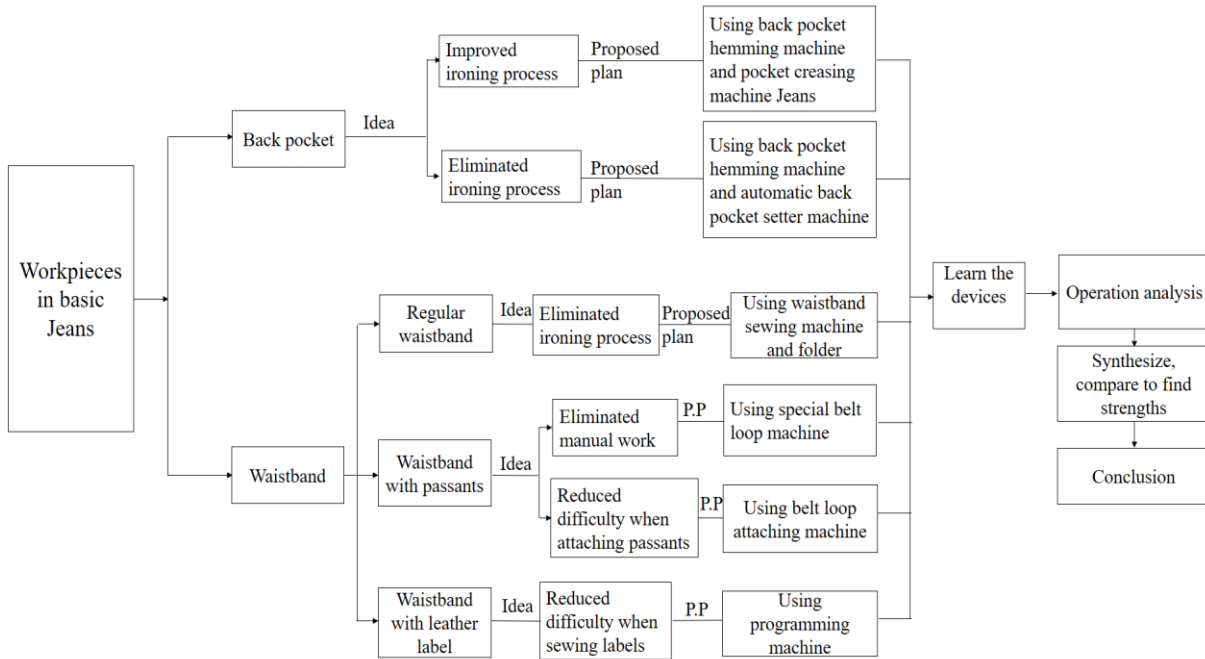 Workpieces
in basic
Jeans
Back pocket
Idea
Improved
ironing process
Proposed
plan
Using back pocket
hemming machine
and pocket creasing
machine Jeans
Eliminated
ironing process
Proposed
plan
Using back pocket
hemming machine
and automatic back
pocket setter machine
Waistband
Regular
waistband
Idea
Eliminated
ironing process
Proposed
plan
Using waistband
sewing machine
and folder
Waistband
with passants
Idea
Eliminated
manual work
P.P
Using special belt
loop machine
Reduced
difficulty when
attaching passants
P.P
Using belt loop
attaching machine
Waistband
with leather
label
Idea
Reduced
difficulty when
sewing labels
P.P
Using
programming
machine
Learn the
devices
Operation analysis
Synthesize,
compare to find
strengths
Conclusion